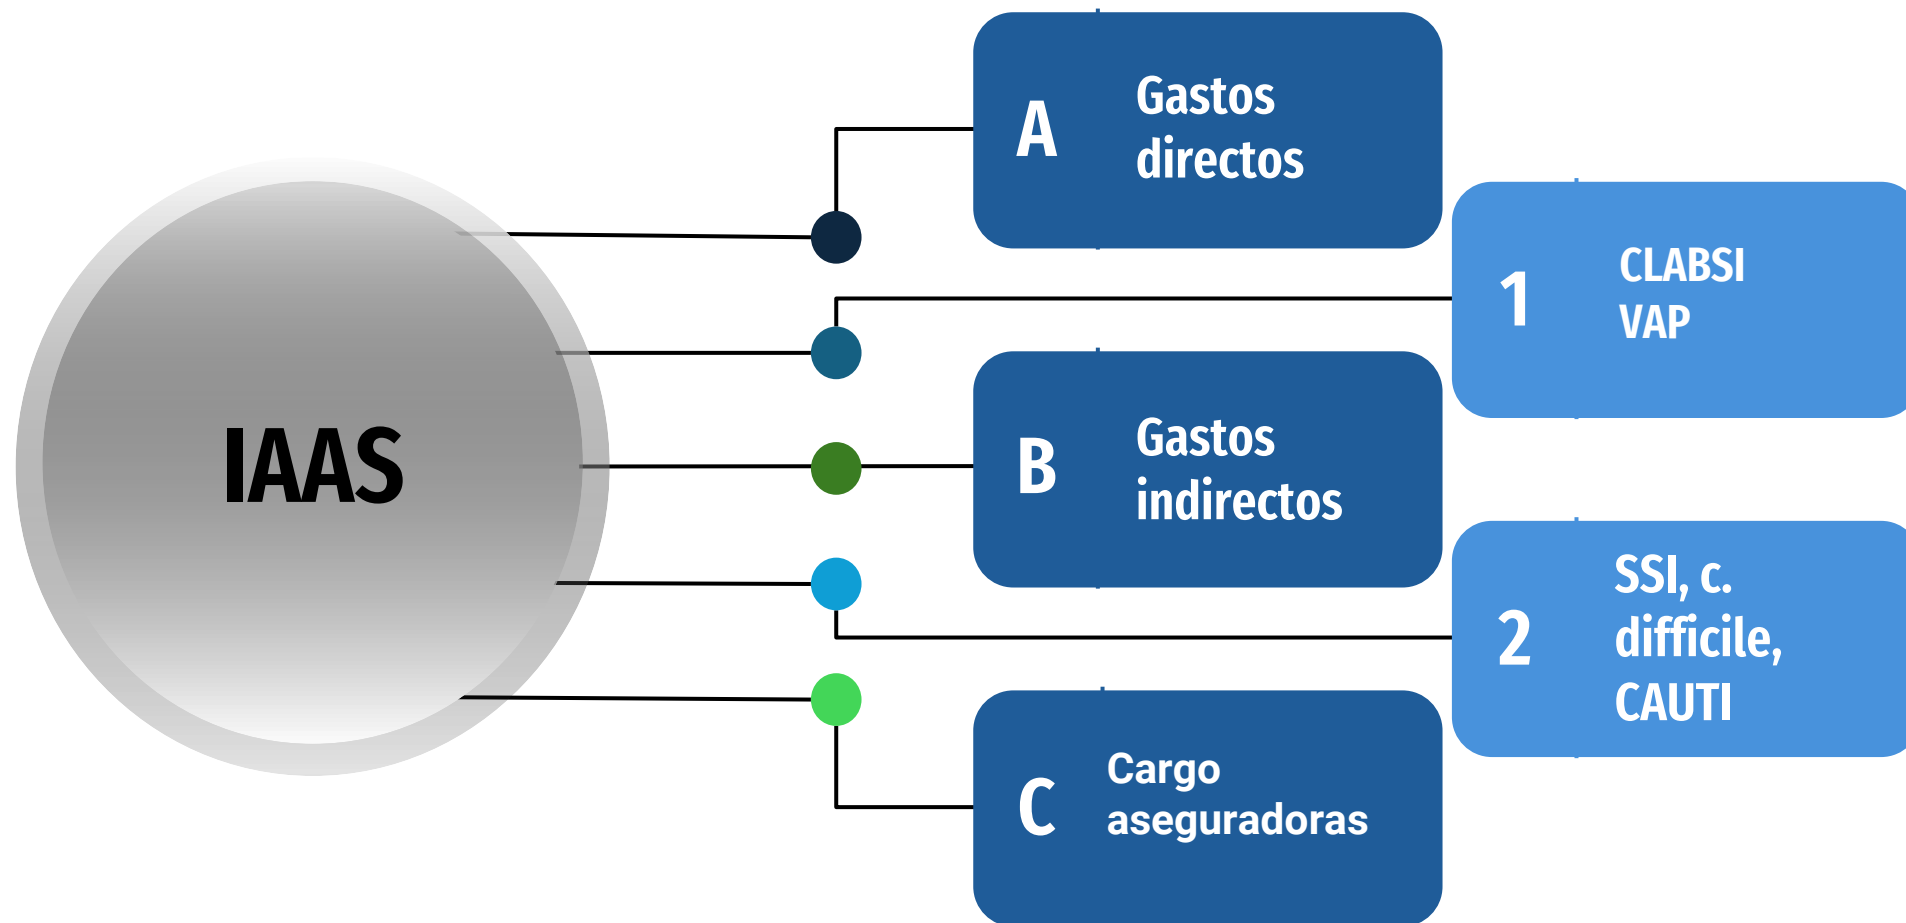 IAAS
A
Gastos
directos
1
CLABSI
VAP
B
Gastos
indirectos
2
SSI, c.
difficile,
CAUTI
C
Cargo
aseguradoras